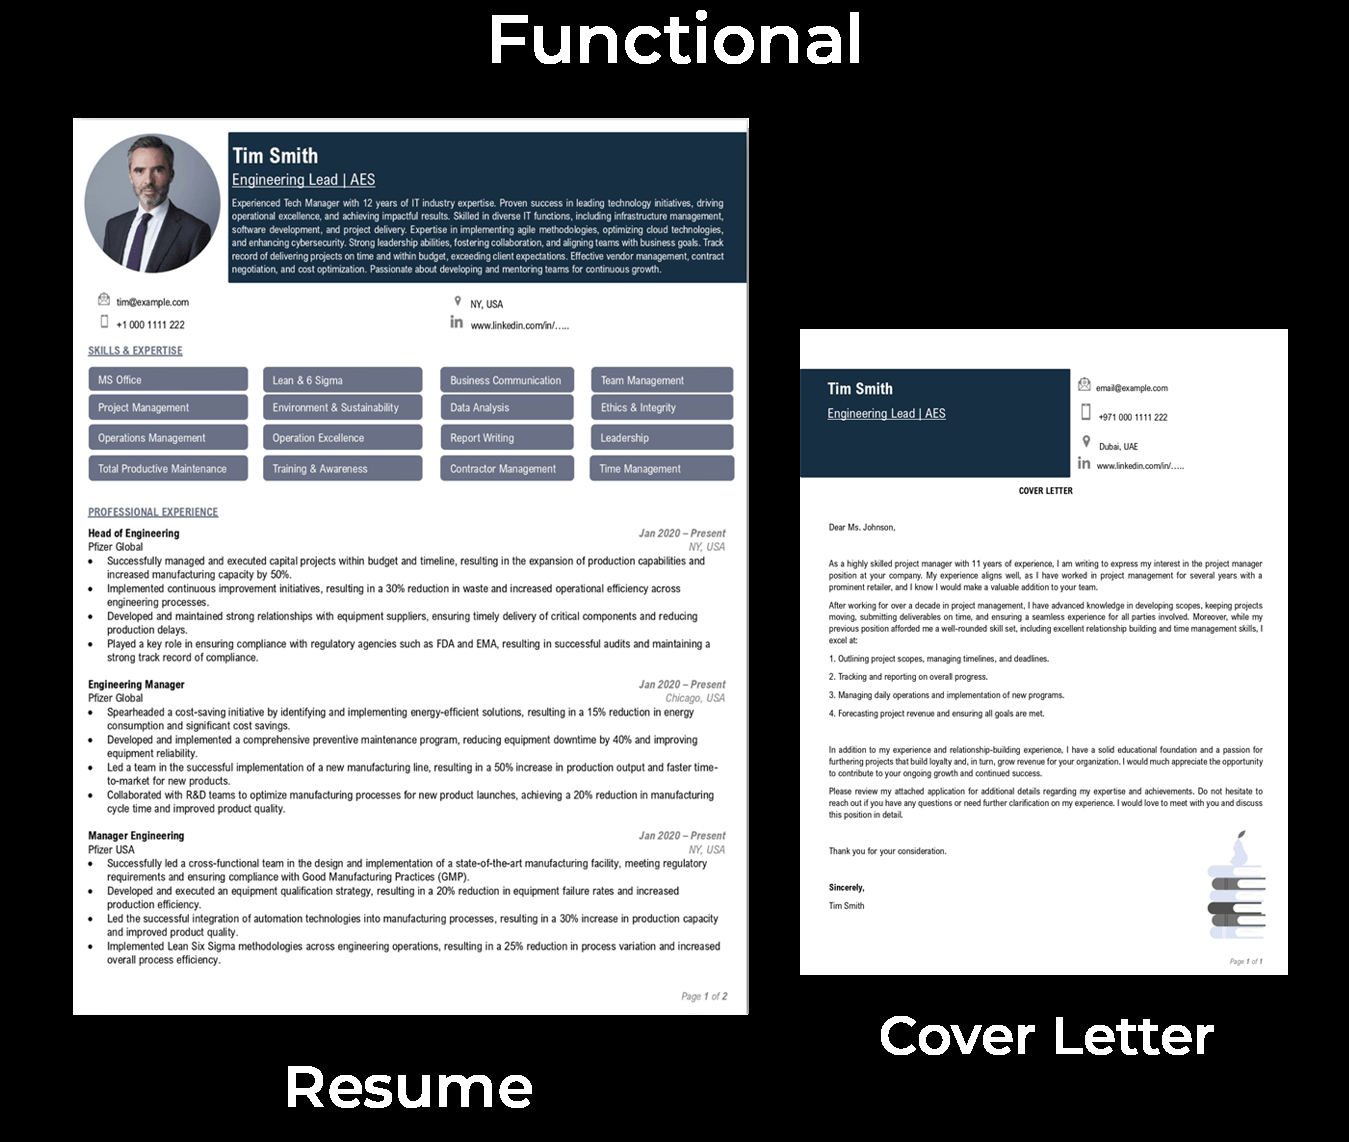 Functional
Tim Smith
Engineering Lead | AES
Experienced Tech Manager with 12 years of IT industry expertise. Proven success in leading technology initiatives, driving
operational excellence, and achieving impactful results. Skilled in diverse IT functions, including infrastructure management,
software development, and project delivery. Expertise in implementing agile methodologies, optimizing cloud technologies,
and enhancing cybersecurity. Strong leadership abilities, fostering collaboration, and aligning teams with business goals. Track
record of delivering projects on time and within budget, exceeding client expectations. Effective vendor management, contract
negotiation, and cost optimization. Passionate about developing and mentoring teams for continuous growth.
tim@example.com
NY, USA
+1 000 1111 222
in www.linkedin.com/in/.....
SKILLS & EXPERTISE
MS Office
Lean & 6 Sigma
Business Communication
Team Management
Project Management
Environment & Sustainability
Data Analysis
Ethics & Integrity
Operations Management
Operation Excellence
Report Writing
Leadership
Total Productive Maintenance
Training & Awareness
Contractor Management
Time Management
PROFESSIONAL EXPERIENCE
Head of Engineering Jan 2020 – Present
Pfizer Global NY, USA
• Successfully managed and executed capital projects within budget and timeline, resulting in the expansion of production capabilities and
increased manufacturing capacity by 50%.
• Implemented continuous improvement initiatives, resulting in a 30% reduction in waste and increased operational efficiency across
engineering processes.
• Developed and maintained strong relationships with equipment suppliers, ensuring timely delivery of critical components and reducing
production delays.
• Played a key role in ensuring compliance with regulatory agencies such as FDA and EMA, resulting in successful audits and maintaining a
strong track record of compliance.
Engineering Manager Jan 2020 – Present
Pfizer Global Chicago, USA
• Spearheaded a cost-saving initiative by identifying and implementing energy-efficient solutions, resulting in a 15% reduction in energy
consumption and significant cost savings.
• Developed and implemented a comprehensive preventive maintenance program, reducing equipment downtime by 40% and improving
equipment reliability.
• Led a team in the successful implementation of a new manufacturing line, resulting in a 50% increase in production output and faster time-
to-market for new products.
• Collaborated with R&D teams to optimize manufacturing processes for new product launches, achieving a 20% reduction in manufacturing
cycle time and improved product quality.
Manager Engineering Jan 2020 – Present
Pfizer USA NY, USA
• Successfully led a cross-functional team in the design and implementation of a state-of-the-art manufacturing facility, meeting regulatory
requirements and ensuring compliance with Good Manufacturing Practices (GMP).
• Developed and executed an equipment qualification strategy, resulting in a 20% reduction in equipment failure rates and increased
production efficiency.
• Led the successful integration of automation technologies into manufacturing processes, resulting in a 30% increase in production capacity
and improved product quality.
• Implemented Lean Six Sigma methodologies across engineering operations, resulting in a 25% reduction in process variation and increased
overall process efficiency.
Page 1 of 2
Resume
Tim Smith
Engineering Lead | AES
email@example.com
+971 000 1111 222
Dubai, UAE
in www.linkedin.com/in/.....
COVER LETTER
Dear Ms. Johnson,
As a highly skilled project manager with 11 years of experience, I am writing to express my interest in the project manager
position at your company. My experience aligns well, as I have worked in project management for several years with a
prominent retailer, and I know I would make a valuable addition to your team.
After working for over a decade in project management, I have advanced knowledge in developing scopes, keeping projects
moving, submitting deliverables on time, and ensuring a seamless experience for all parties involved. Moreover, while my
previous position afforded me a well-rounded skill set, including excellent relationship building and time management skills, I
excel at:
1. Outlining project scopes, managing timelines, and deadlines.
2. Tracking and reporting on overall progress.
3. Managing daily operations and implementation of new programs.
4. Forecasting project revenue and ensuring all goals are met.
In addition to my experience and relationship-building experience, I have a solid educational foundation and a passion for
furthering projects that build loyalty and, in turn, grow revenue for your organization. I would much appreciate the opportunity
to contribute to your ongoing growth and continued success.
Please review my attached application for additional details regarding my expertise and achievements. Do not hesitate to
reach out if you have any questions or need further clarification on my experience. I would love to meet with you and discuss
this position in detail.
Thank you for your consideration.
Sincerely,
Tim Smith
Page 1 of 1
Cover Letter